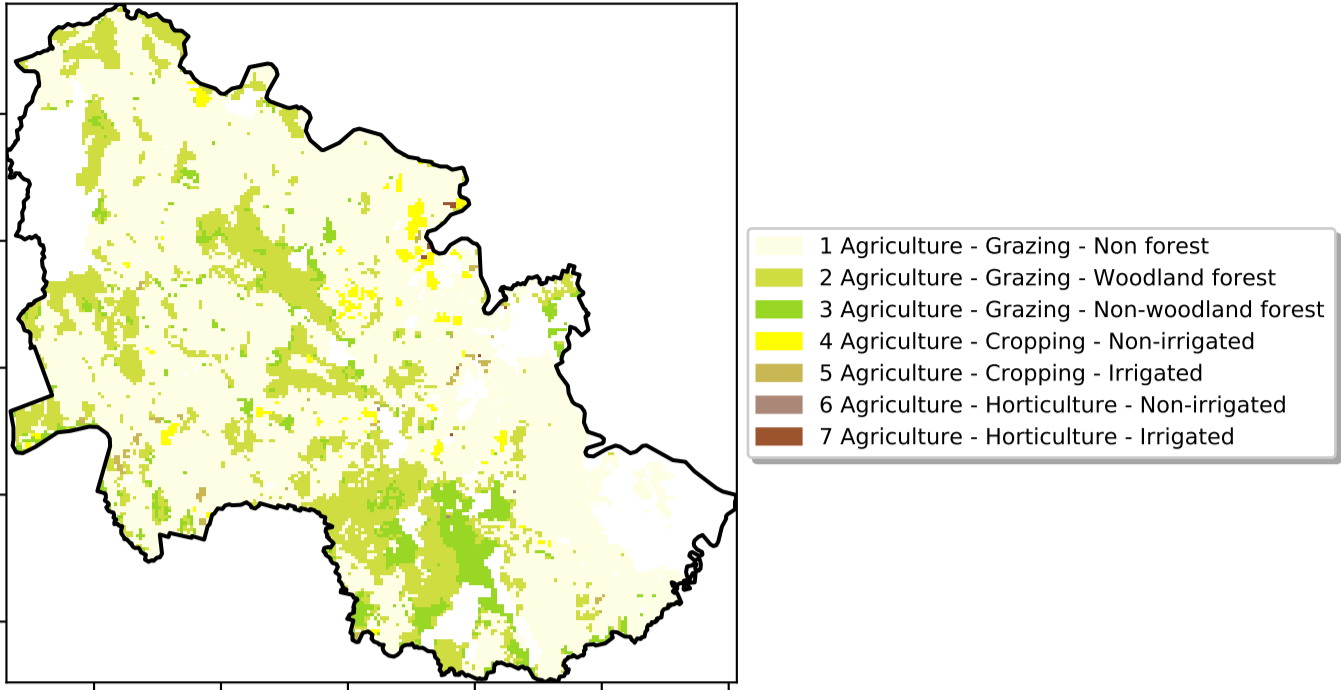 1 Agriculture - Grazing - Non forest
2 Agriculture - Grazing - Woodland forest
3 Agriculture - Grazing - Non-woodland forest
4 Agriculture - Cropping - Non-irrigated
5 Agriculture - Cropping - Irrigated
6 Agriculture - Horticulture - Non-irrigated
7 Agriculture - Horticulture - Irrigated